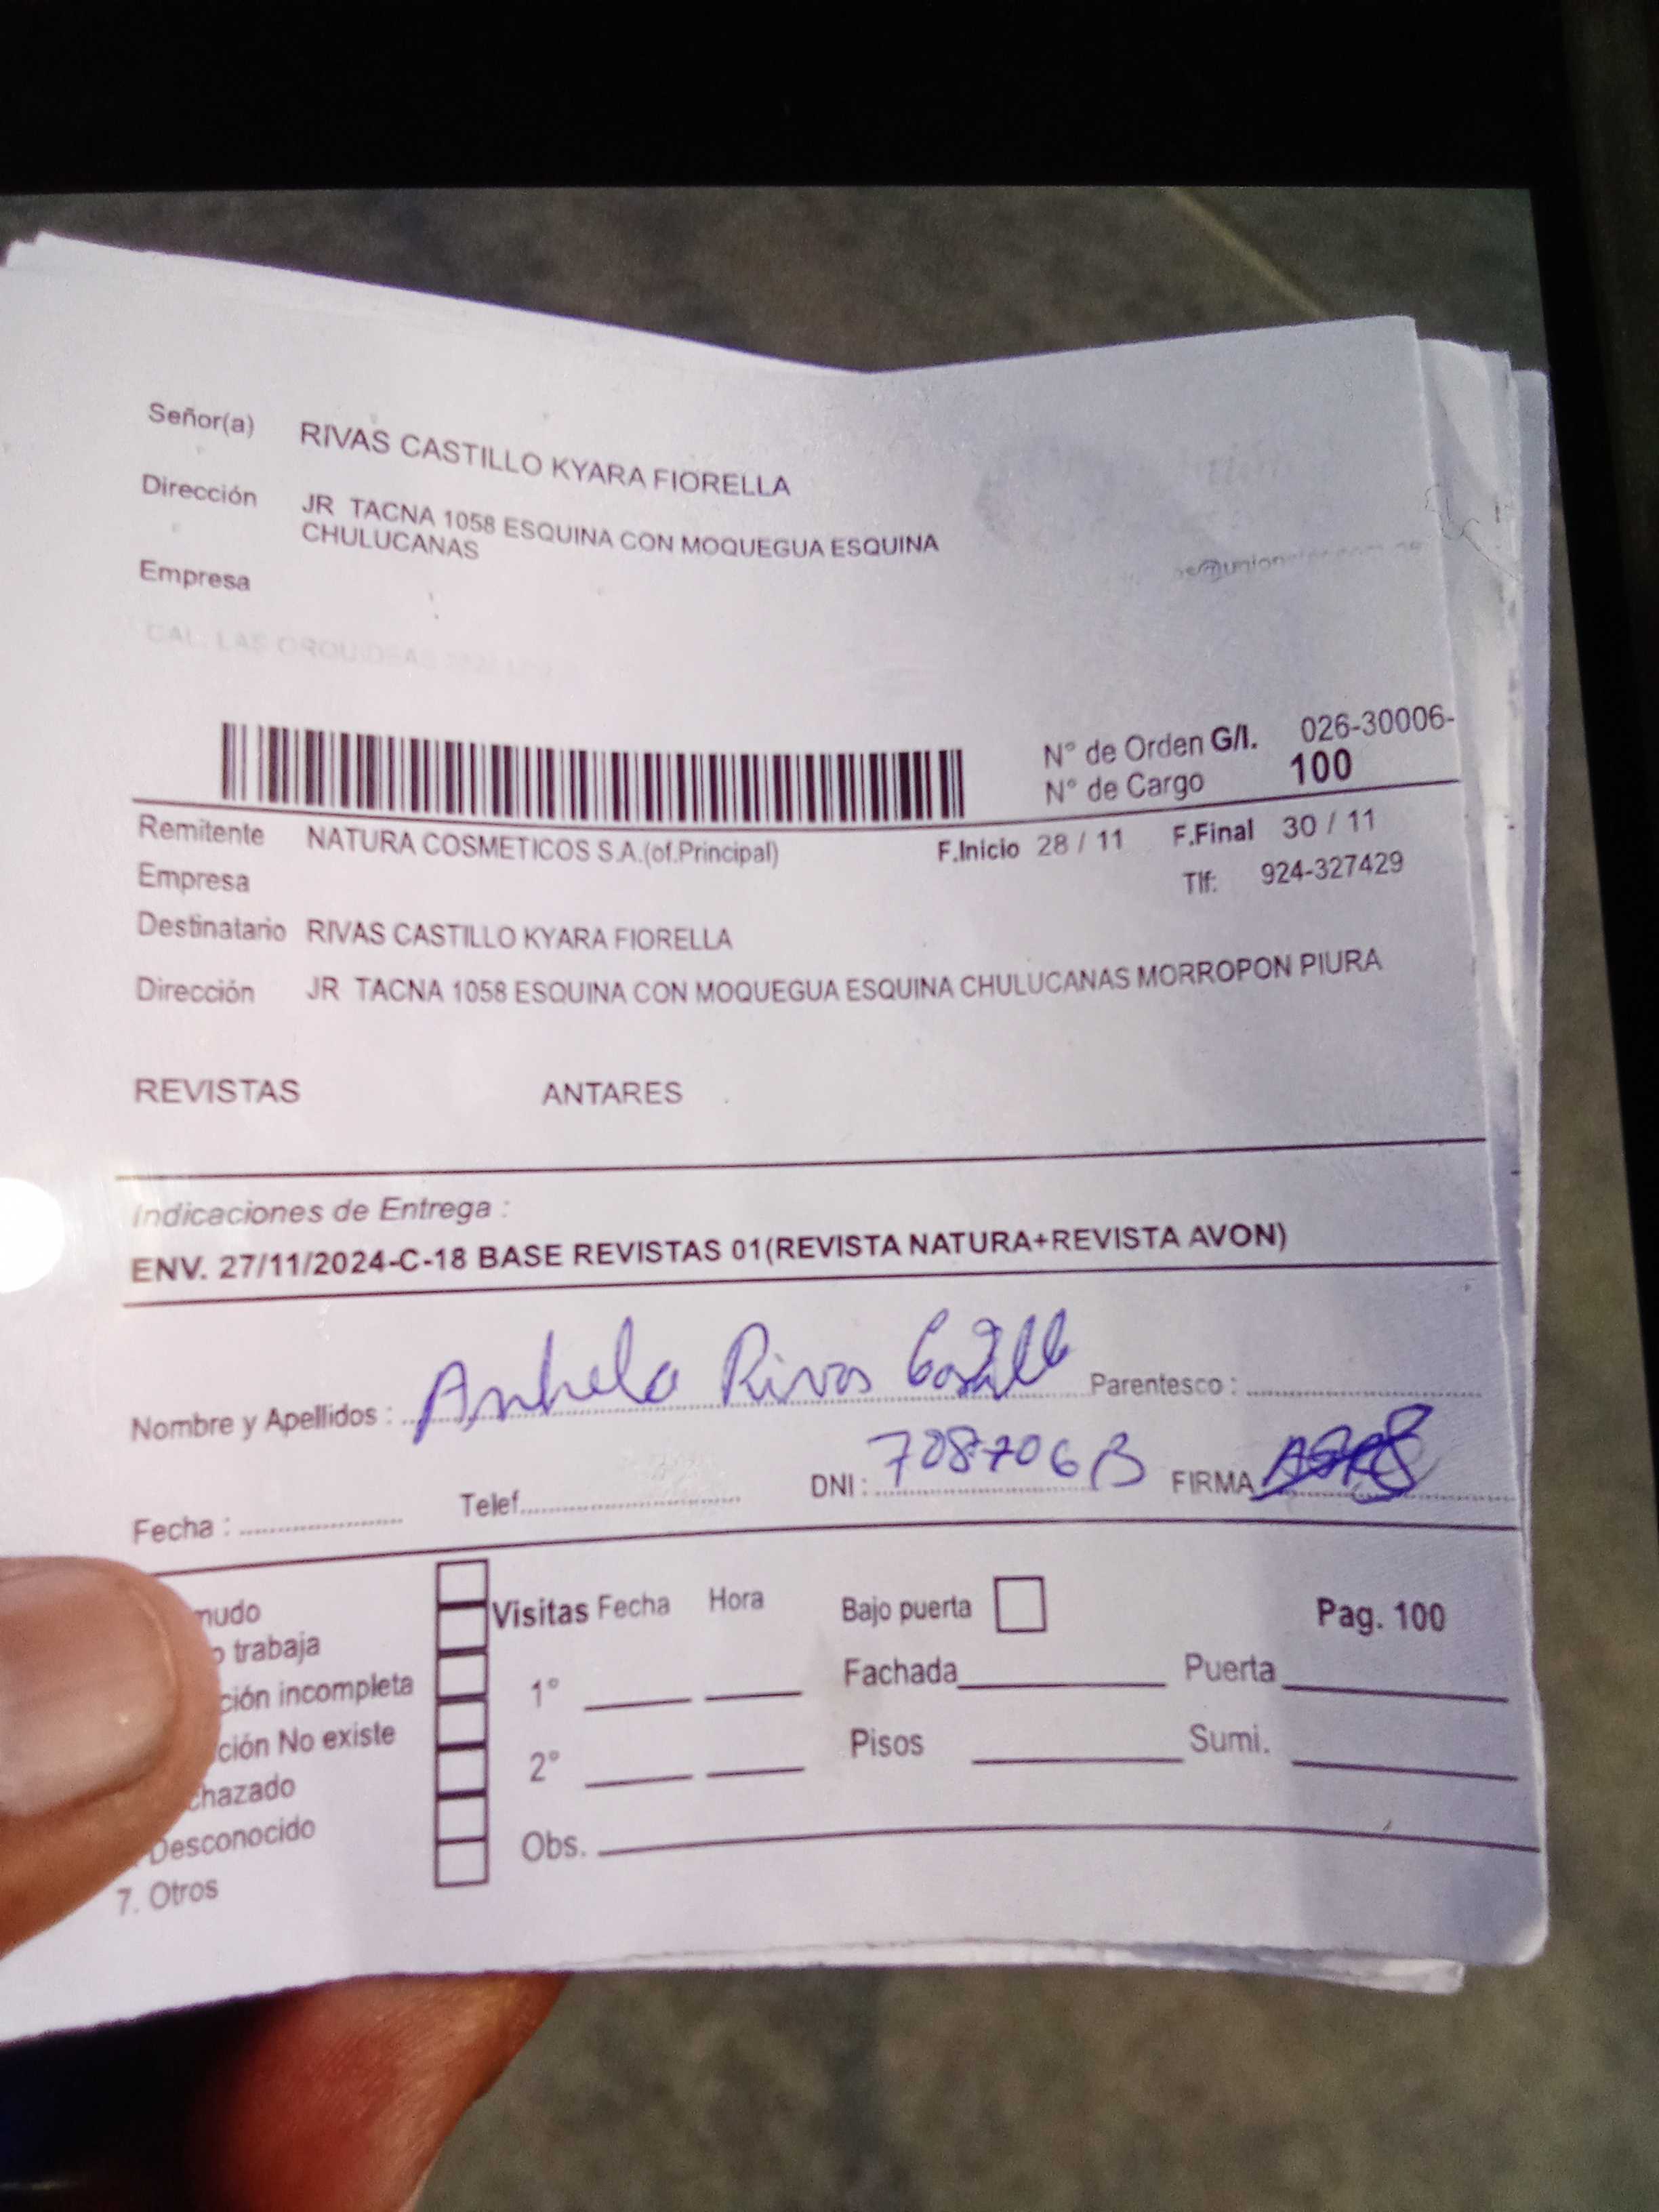 Señor(a) RIVAS CASTILLO KYARA FIORELLA
Dirección JR TACNA 1058 ESQUINA CON MOQUEGUA ESQUINA
CHULUCANAS
Empresa
CAL. LAS ORQUIDEAS
N° de Orden G/I. 026-30006-
N° de Cargo 100
Remitente NATURA COSMETICOS S.A.(of.Principal) F.Inicio 28 / 11 F.Final 30 / 11
Empresa Tlf: 924-327429
Destinatario RIVAS CASTILLO KYARA FIORELLA
Dirección JR TACNA 1058 ESQUINA CON MOQUEGUA ESQUINA CHULUCANAS MORROPON PIURA
REVISTAS ANTARES
Indicaciones de Entrega :
ENV. 27/11/2024-C-18 BASE REVISTAS 01(REVISTA NATURA+REVISTA AVON)
Nombre y Apellidos : Anhela Rivas Castillo Parentesco :
Fecha : Telef. DNI : 708706 FIRMA
mudo Visitas Fecha Hora Bajo puerta Pag. 100
o trabaja
ción incompleta 1° Fachada Puerta
ción No existe
chazado 2° Pisos Sumi.
Desconocido
7. Otros Obs.